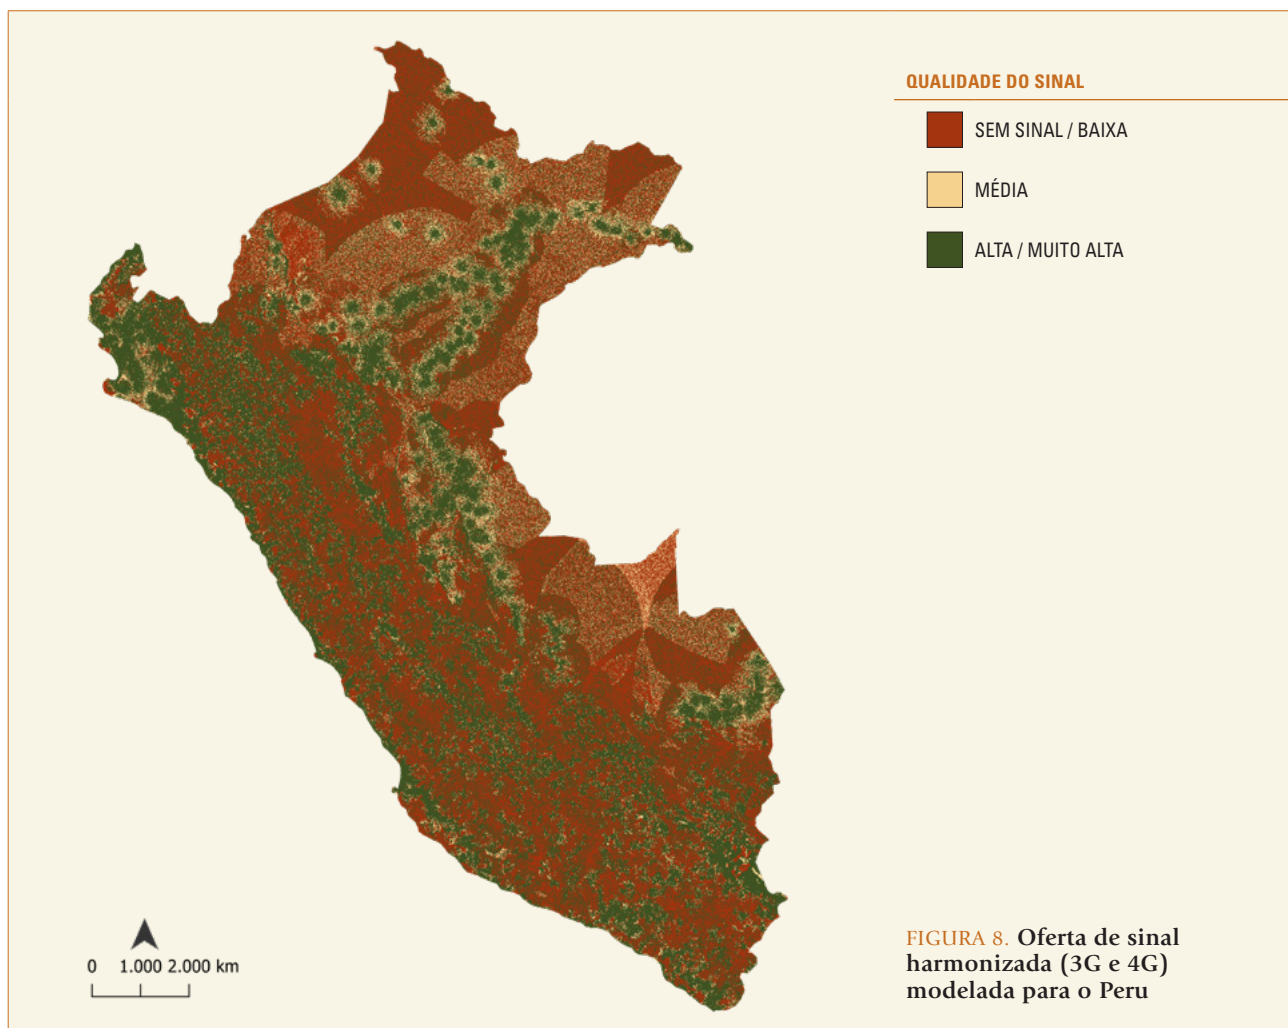 QUALIDADE DO SINAL
SEM SINAL / BAIXA
MÉDIA
ALTA / MUITO ALTA
0 1.000 2.000 km
FIGURA 8. Oferta de sinal
harmonizada (3G e 4G)
modelada para o Peru